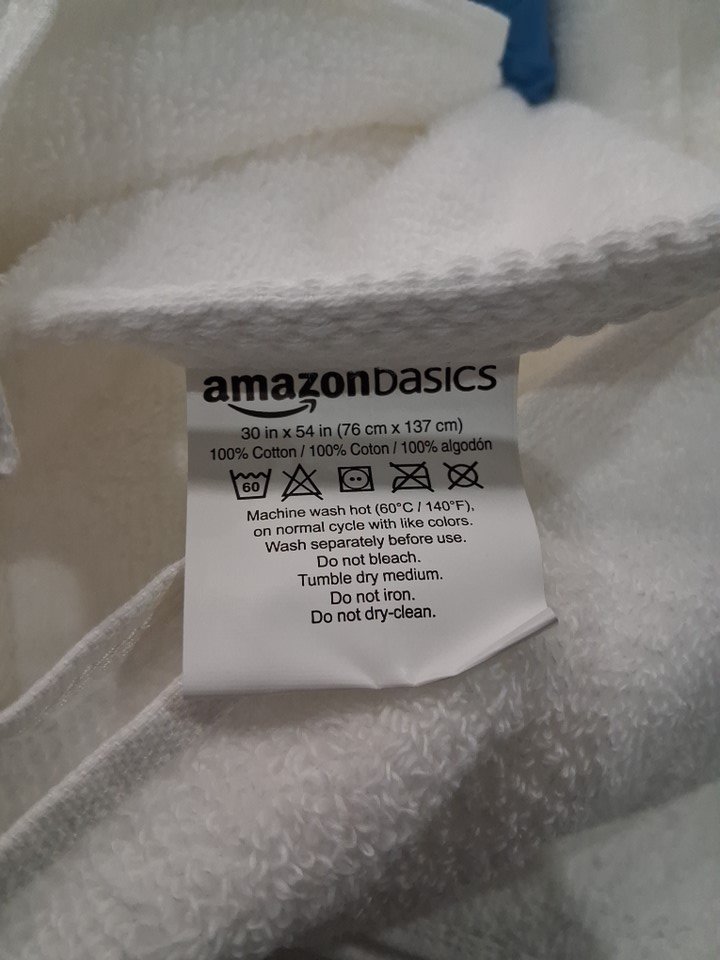 amazonbasics
30 in x 54 in (76 cm x 137 cm)
100% Cotton / 100% Coton / 100% algodón
60
Machine wash hot (60°C / 140°F),
on normal cycle with like colors.
Wash separately before use.
Do not bleach.
Tumble dry medium.
Do not iron.
Do not dry-clean.